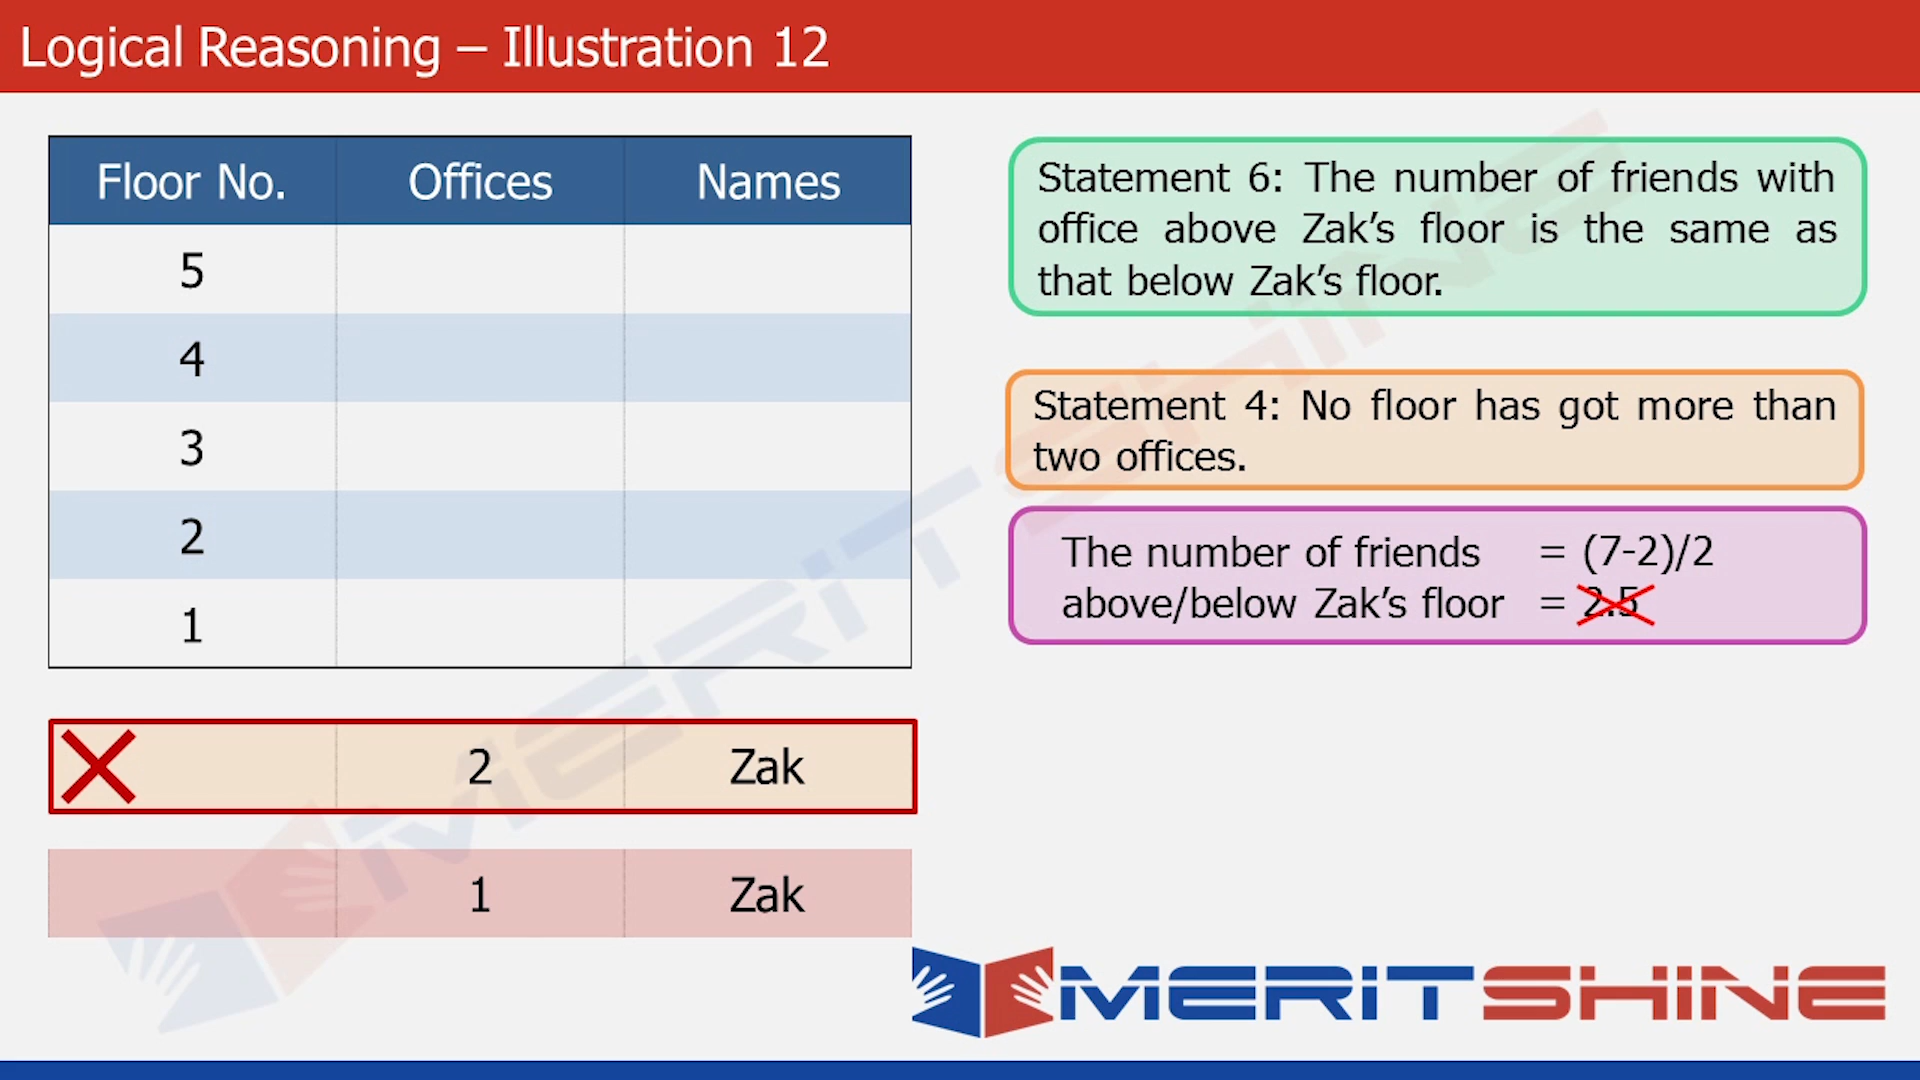 Logical Reasoning – Illustration 12
Floor No. Offices Names
5
4
3
2
1
2 Zak
1 Zak
Statement 6: The number of friends with
office above Zak’s floor is the same as
that below Zak’s floor.
Statement 4: No floor has got more than
two offices.
The number of friends = (7-2)/2
above/below Zak’s floor = 2.5
MERiTSHiNE
MERiTSHiNE